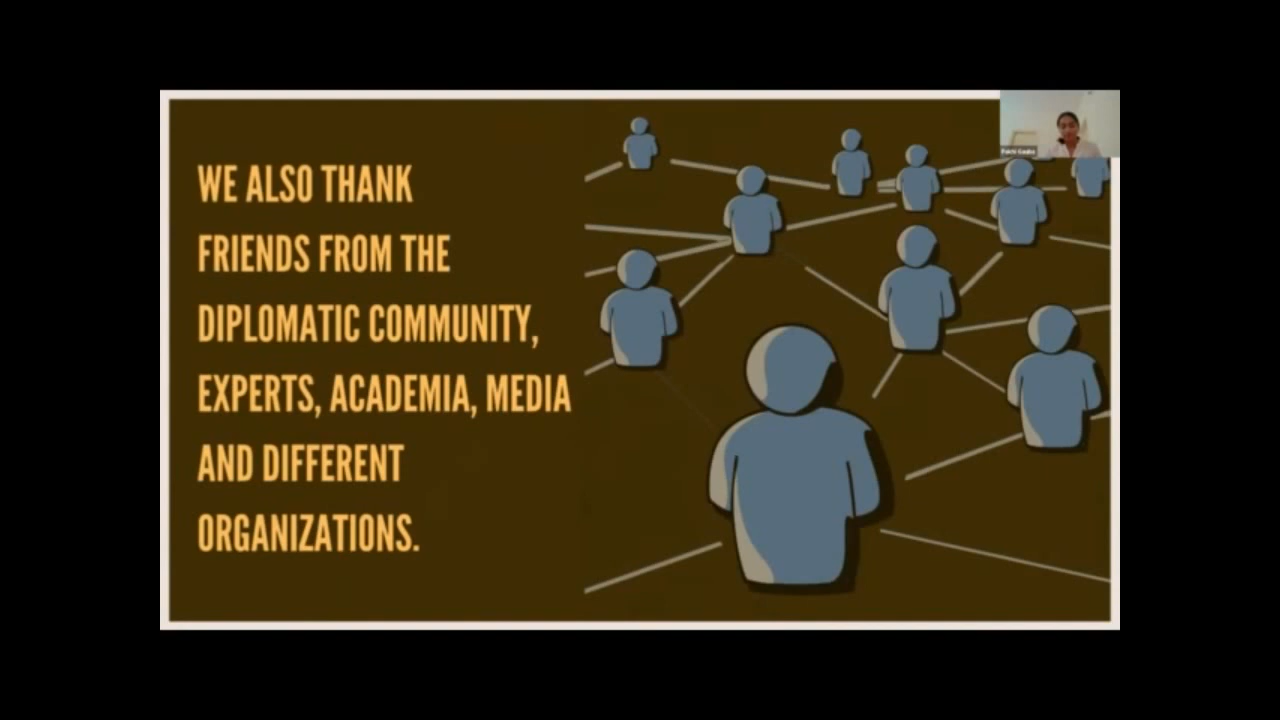 WE ALSO THANK
FRIENDS FROM THE
DIPLOMATIC COMMUNITY,
EXPERTS, ACADEMIA, MEDIA
AND DIFFERENT
ORGANIZATIONS.